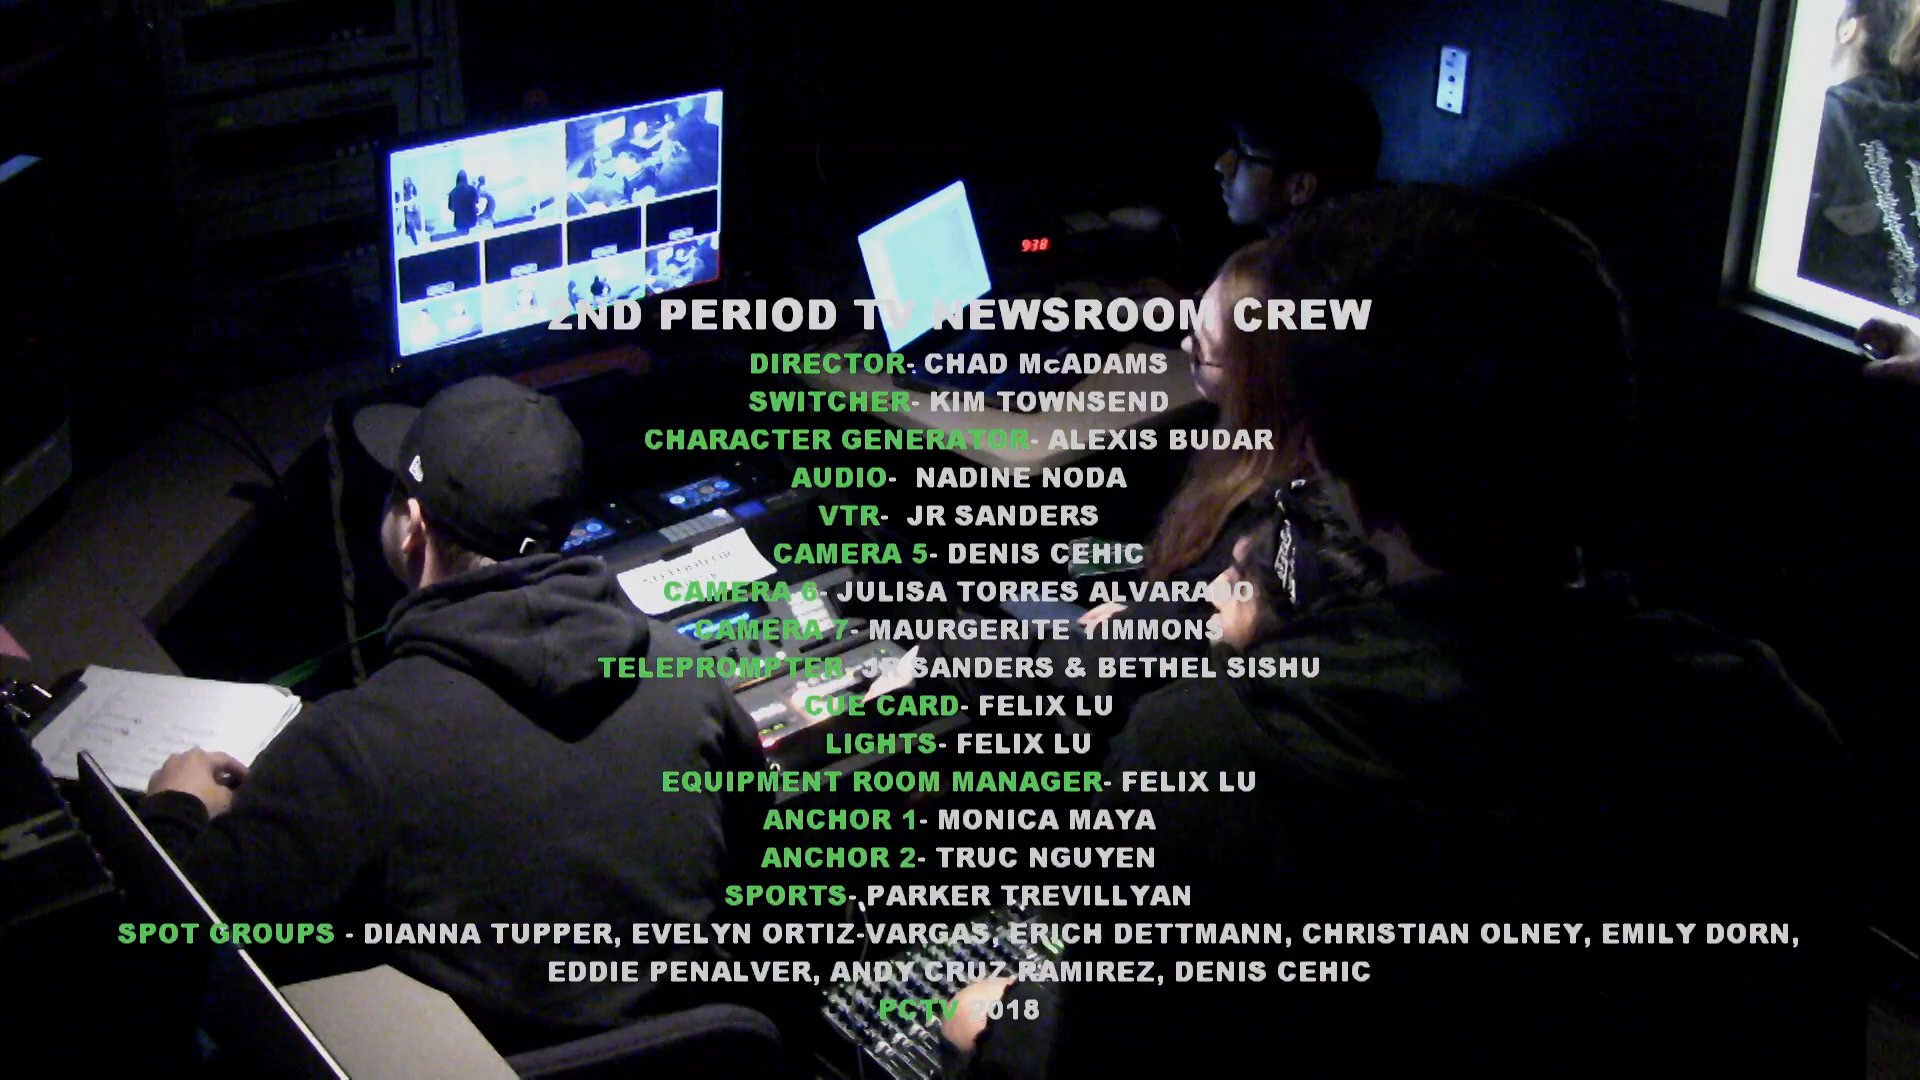 938
2ND PERIOD TV NEWSROOM CREW
DIRECTOR- CHAD McADAMS
SWITCHER- KIM TOWNSEND
CHARACTER GENERATOR- ALEXIS BUDAR
AUDIO- NADINE NODA
VTR- JR SANDERS
CAMERA 5- DENIS CEHIC
CAMERA 6- JULISA TORRES ALVARADO
CAMERA 7- MAURGERITE TIMMONS
TELEPROMPTER- JR SANDERS & BETHEL SISHU
CUE CARD- FELIX LU
LIGHTS- FELIX LU
EQUIPMENT ROOM MANAGER- FELIX LU
ANCHOR 1- MONICA MAYA
ANCHOR 2- TRUC NGUYEN
SPORTS- PARKER TREVILLYAN
SPOT GROUPS - DIANNA TUPPER, EVELYN ORTIZ-VARGAS, ERICH DETTMANN, CHRISTIAN OLNEY, EMILY DORN,
EDDIE PENALVER, ANDY CRUZ RAMIREZ, DENIS CEHIC
PCTV 2018